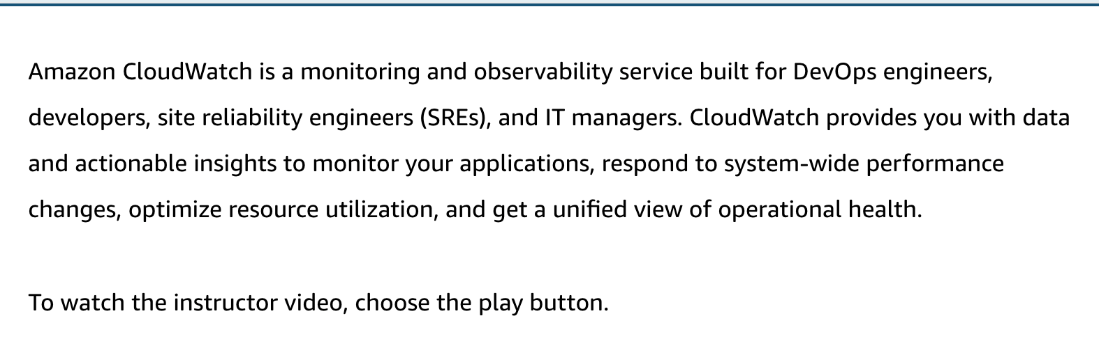 Amazon CloudWatch is a monitoring and observability service built for DevOps engineers,
developers, site reliability engineers (SREs), and IT managers. CloudWatch provides you with data
and actionable insights to monitor your applications, respond to system-wide performance
changes, optimize resource utilization, and get a unified view of operational health.
To watch the instructor video, choose the play button.